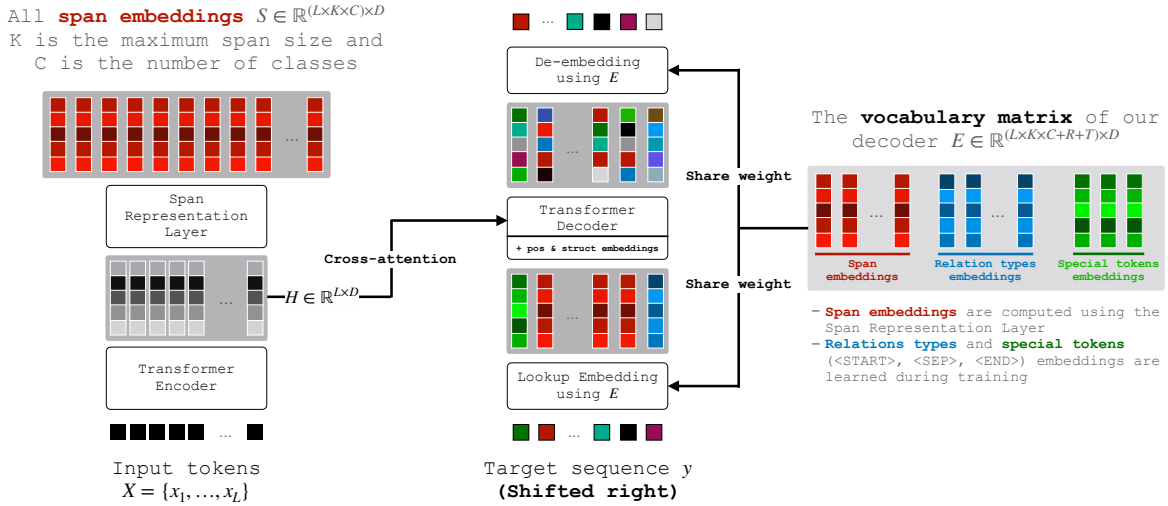 All span embeddings S ∈ ℝ^(L×K×C)×D
K is the maximum span size and
C is the number of classes
...
Span
Representation
Layer
...
H ∈ ℝ^L×D
Transformer
Encoder
...
Input tokens
X = {x₁, …, x_L}
Cross-attention
...
De-embedding
using E
...
Transformer
Decoder
+ pos & struct embeddings
...
Lookup Embedding
using E
...
Target sequence y
(Shifted right)
Share weight
Share weight
The vocabulary matrix of our
decoder E ∈ ℝ^(L×K×C+R+T)×D
...
...
Span
embeddings
Relation types
embeddings
Special tokens
embeddings
– Span embeddings are computed using the
Span Representation Layer
– Relations types and special tokens
(<START>, <SEP>, <END>) embeddings are
learned during training